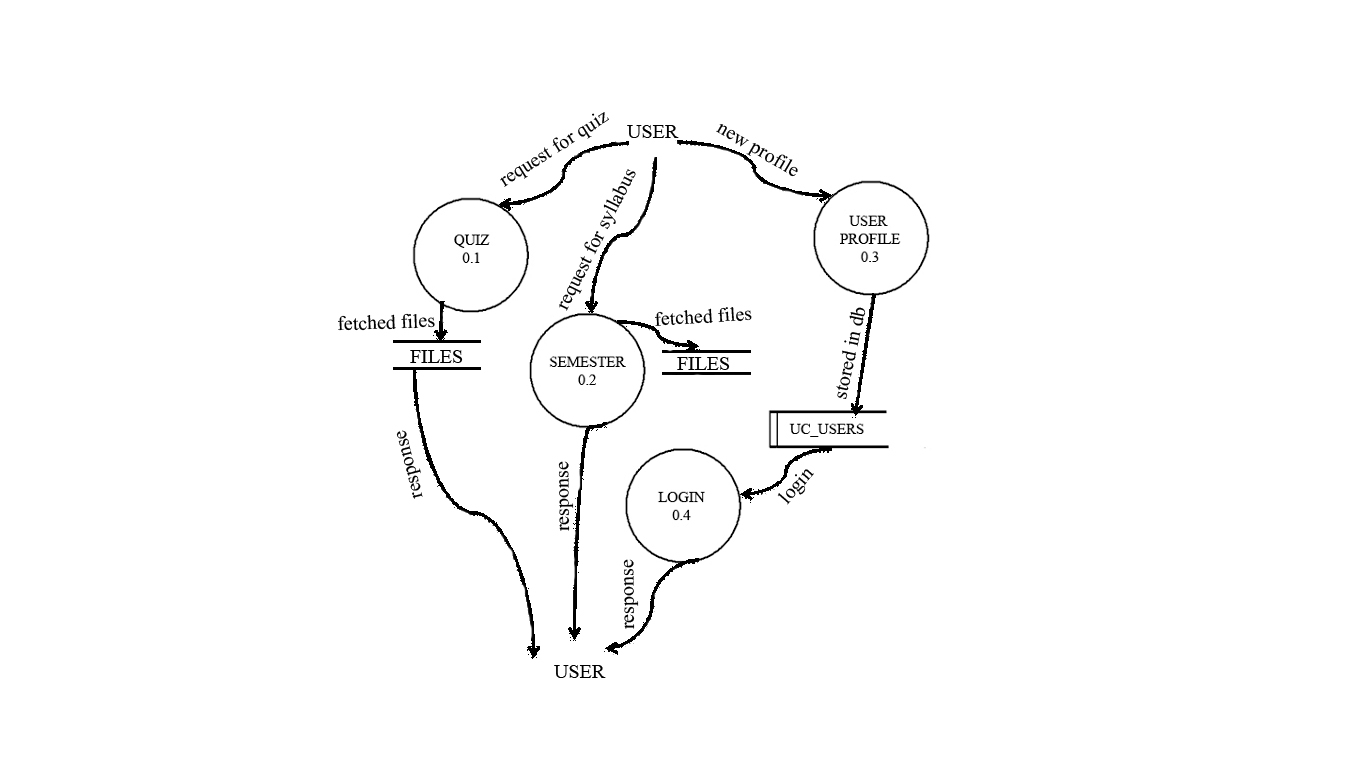 USER
request for quiz
new profile
request for syllabus
QUIZ
0.1
USER
PROFILE
0.3
fetched files
FILES
fetched files
SEMESTER
0.2
FILES
stored in db
UC_USERS
response
response
login
LOGIN
0.4
response
USER